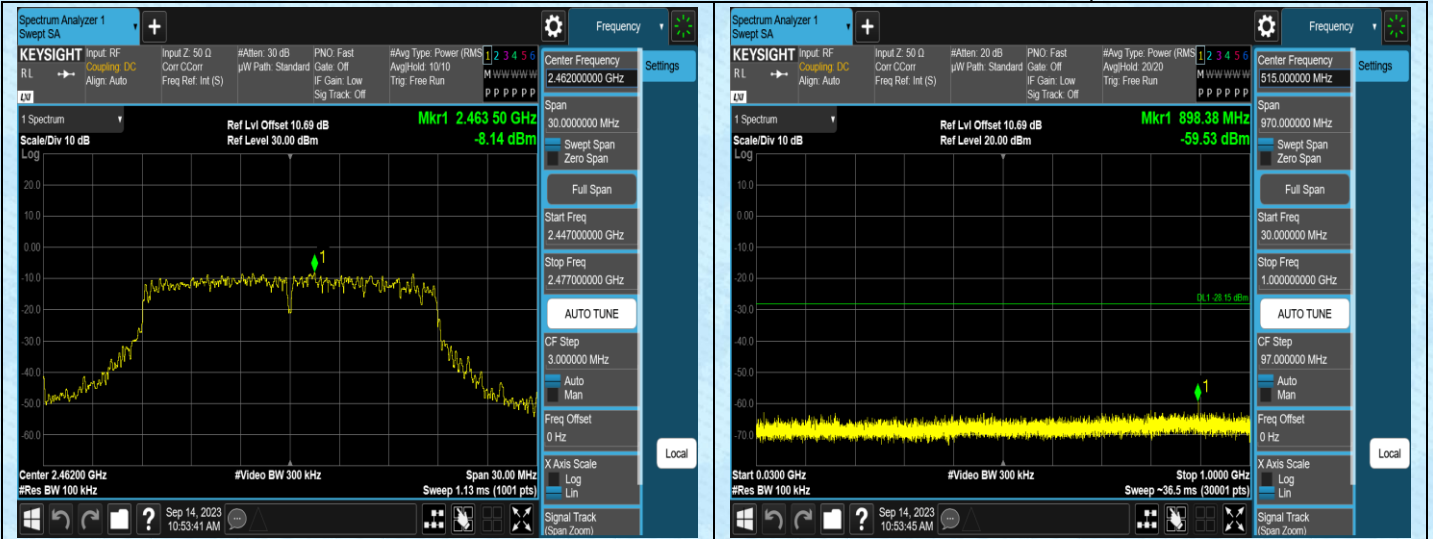 Spectrum Analyzer 1
Swept SA
+
Frequency
KEYSIGHT
RL
LXI
Input: RF
Coupling: DC
Align: Auto
Input Z: 50 Ω
Corr CCorr
Freq Ref: Int (S)
#Atten: 30 dB
µW Path: Standard
PNO: Fast
Gate: Off
IF Gain: Low
Sig Track: Off
#Avg Type: Power (RMS
Avg|Hold: 10/10
Trig: Free Run
1 2 3 4 5 6
M W W W W W
P P P P P P
1 Spectrum
Scale/Div 10 dB
Log
Ref Lvl Offset 10.69 dB
Ref Level 30.00 dBm
Mkr1 2.463 50 GHz
-8.14 dBm
20.0
10.0
0.00
-10.0
-20.0
-30.0
-40.0
-50.0
-60.0
1
Center 2.46200 GHz
#Res BW 100 kHz
#Video BW 300 kHz
Span 30.00 MHz
Sweep 1.13 ms (1001 pts)
Sep 14, 2023
10:53:41 AM
Center Frequency
2.462000000 GHz
Span
30.0000000 MHz
Swept Span
Zero Span
Full Span
Start Freq
2.447000000 GHz
Stop Freq
2.477000000 GHz
AUTO TUNE
CF Step
3.000000 MHz
Auto
Man
Freq Offset
0 Hz
X Axis Scale
Log
Lin
Signal Track
(Span Zoom)
Settings
Local
Spectrum Analyzer 1
Swept SA
+
Frequency
KEYSIGHT
RL
LXI
Input: RF
Coupling: DC
Align: Auto
Input Z: 50 Ω
Corr CCorr
Freq Ref: Int (S)
#Atten: 20 dB
µW Path: Standard
PNO: Fast
Gate: Off
IF Gain: Low
Sig Track: Off
#Avg Type: Power (RMS
Avg|Hold: 20/20
Trig: Free Run
1 2 3 4 5 6
M W W W W W
P P P P P P
1 Spectrum
Scale/Div 10 dB
Log
Ref Lvl Offset 10.69 dB
Ref Level 20.00 dBm
Mkr1 898.38 MHz
-59.53 dBm
10.0
0.00
-10.0
-20.0
-30.0
-40.0
-50.0
-60.0
-70.0
DL1 -28.15 dBm
1
Start 0.0300 GHz
#Res BW 100 kHz
#Video BW 300 kHz
Stop 1.0000 GHz
Sweep ~36.5 ms (30001 pts)
Sep 14, 2023
10:53:45 AM
Center Frequency
515.000000 MHz
Span
970.000000 MHz
Swept Span
Zero Span
Full Span
Start Freq
30.000000 MHz
Stop Freq
1.000000000 GHz
AUTO TUNE
CF Step
97.000000 MHz
Auto
Man
Freq Offset
0 Hz
X Axis Scale
Log
Lin
Signal Track
(Span Zoom)
Settings
Local